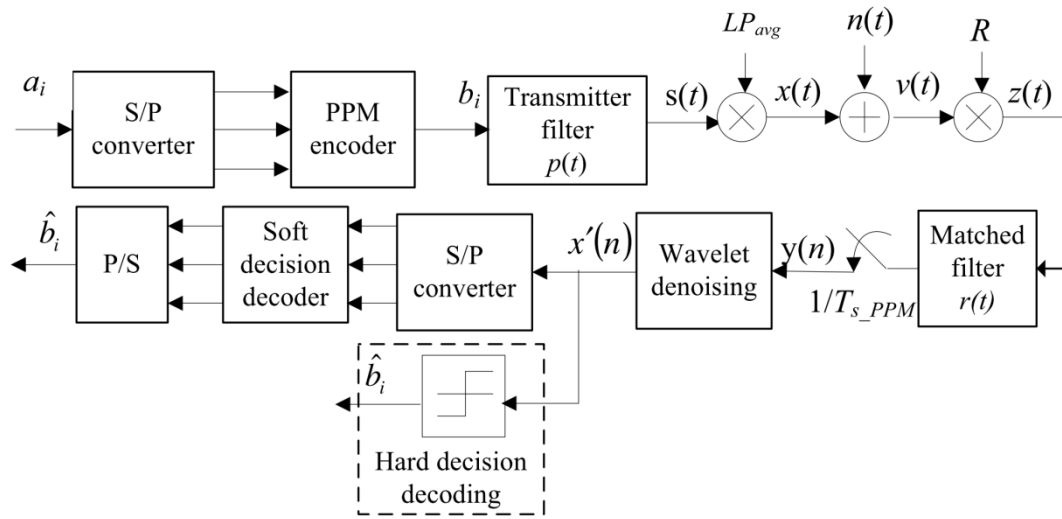 LP_avg
n(t)
R
a_i
S/P
converter
PPM
encoder
b_i
Transmitter
filter
p(t)
s(t)
x(t)
v(t)
z(t)
b̂_i
P/S
Soft
decision
decoder
S/P
converter
x′(n)
Wavelet
denoising
y(n)
1/T_s_PPM
Matched
filter
r(t)
b̂_i
Hard decision
decoding